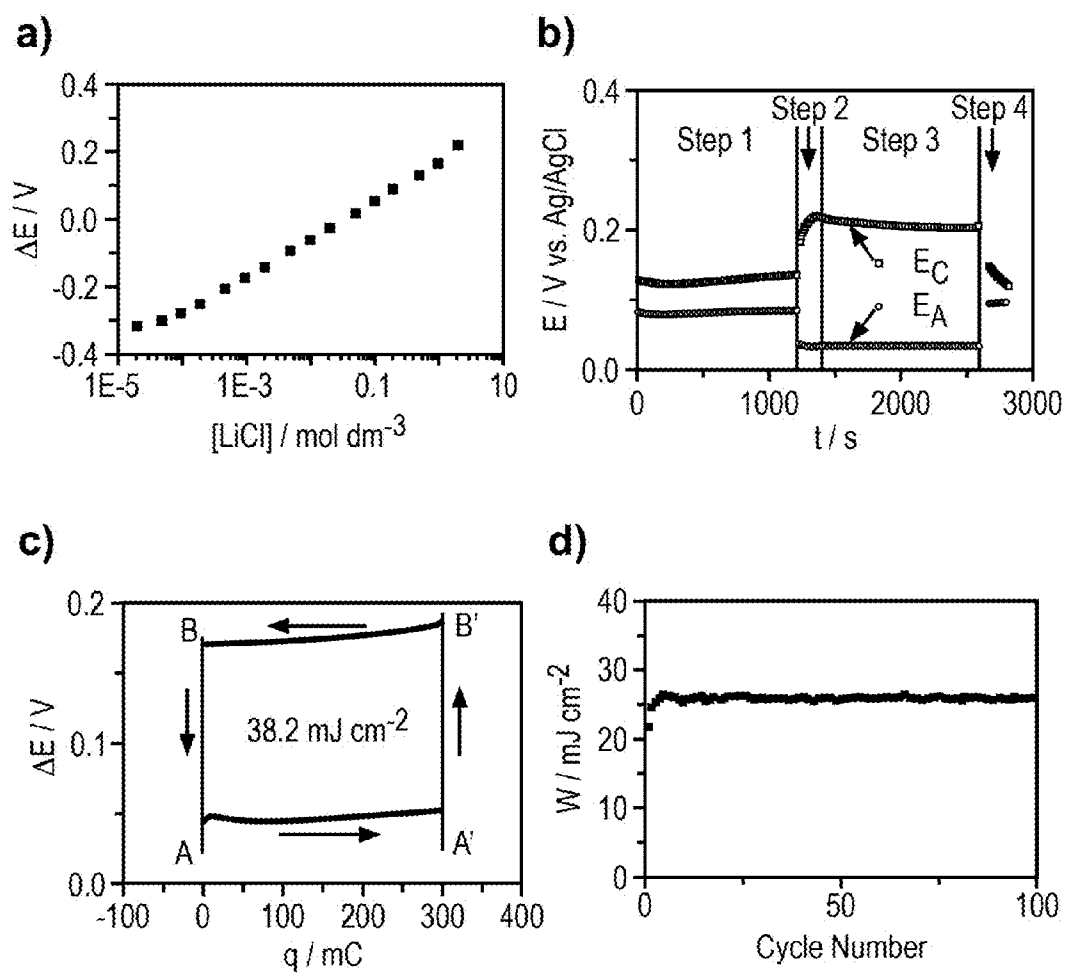 a)
0.4
0.2
0.0
-0.2
-0.4
ΔE / V
1E-5
1E-3
0.1
10
[LiCl] / mol dm-3
b)
0.4
0.2
0.0
E / V vs. Ag/AgCl
Step 1
Step 2
Step 3
Step 4
EC
EA
0
1000
2000
3000
t / s
c)
0.2
0.1
0.0
ΔE / V
B
B'
38.2 mJ cm-2
A
A'
-100
0
100
200
300
400
q / mC
d)
40
30
20
10
0
W / mJ cm-2
0
50
100
Cycle Number